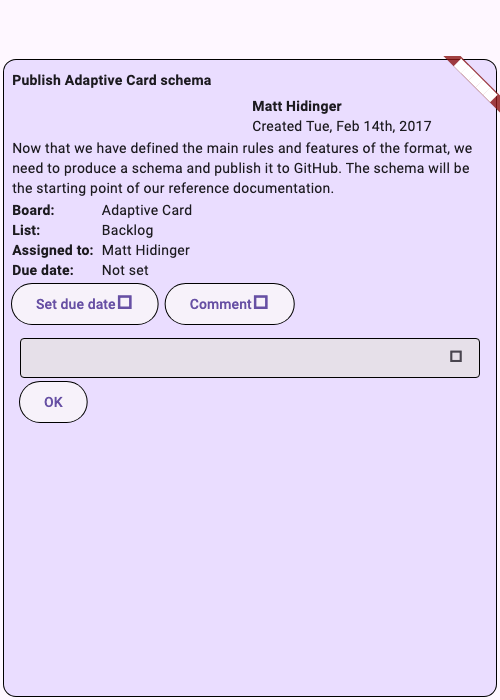 Publish Adaptive Card schema
Matt Hidinger
Created Tue, Feb 14th, 2017
Now that we have defined the main rules and features of the format, we
need to produce a schema and publish it to GitHub. The schema will be
the starting point of our reference documentation.
Board: Adaptive Card
List: Backlog
Assigned to: Matt Hidinger
Due date: Not set
Set due date Comment
OK